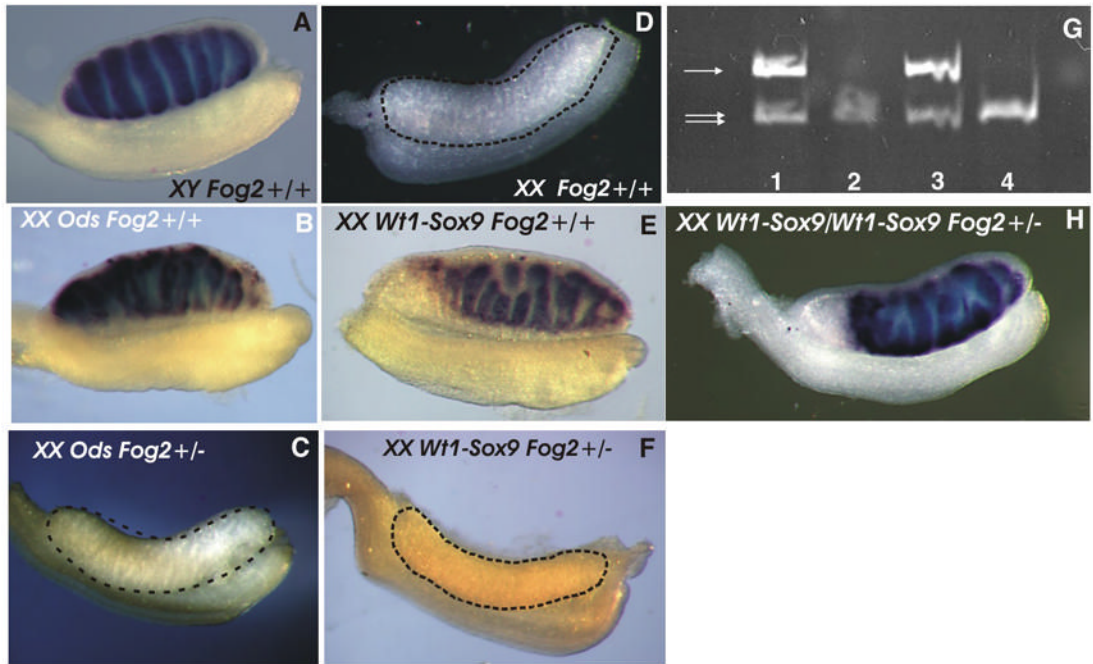 A
XY Fog2+/+
D
XX Fog2+/+
G
1 2 3 4
XX Ods Fog2+/+ B
XX Wt1-Sox9 Fog2+/+ E
XX Wt1-Sox9/Wt1-Sox9 Fog2+/- H
XX Ods Fog2+/- C
XX Wt1-Sox9 Fog2+/- F